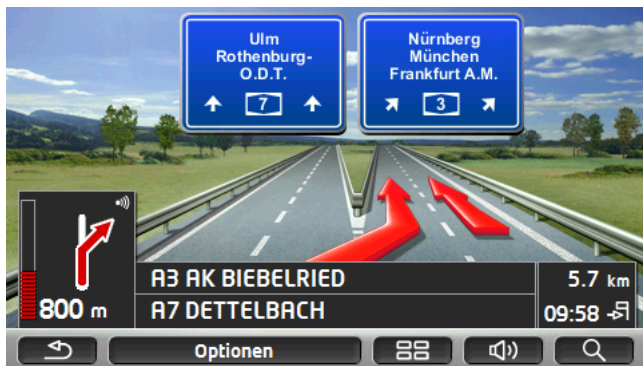 Ulm
Rothenburg-
O.D.T.
7
Nürnberg
München
Frankfurt A.M.
3
800 m
A3 AK BIEBELRIED
A7 DETTELBACH
5.7 km
09:58
Optionen